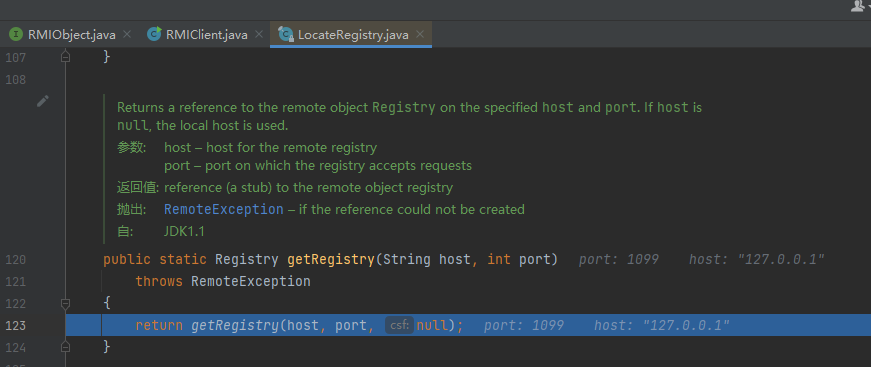 RMIObject.java RMIClient.java LocateRegistry.java
107 }
108
Returns a reference to the remote object Registry on the specified host and port. If host is
null, the local host is used.
参数: host – host for the remote registry
port – port on which the registry accepts requests
返回值: reference (a stub) to the remote object registry
抛出: RemoteException – if the reference could not be created
自: JDK1.1
120 public static Registry getRegistry(String host, int port) port: 1099 host: "127.0.0.1"
121 throws RemoteException
122 {
123 return getRegistry(host, port, csf: null); port: 1099 host: "127.0.0.1"
124 }